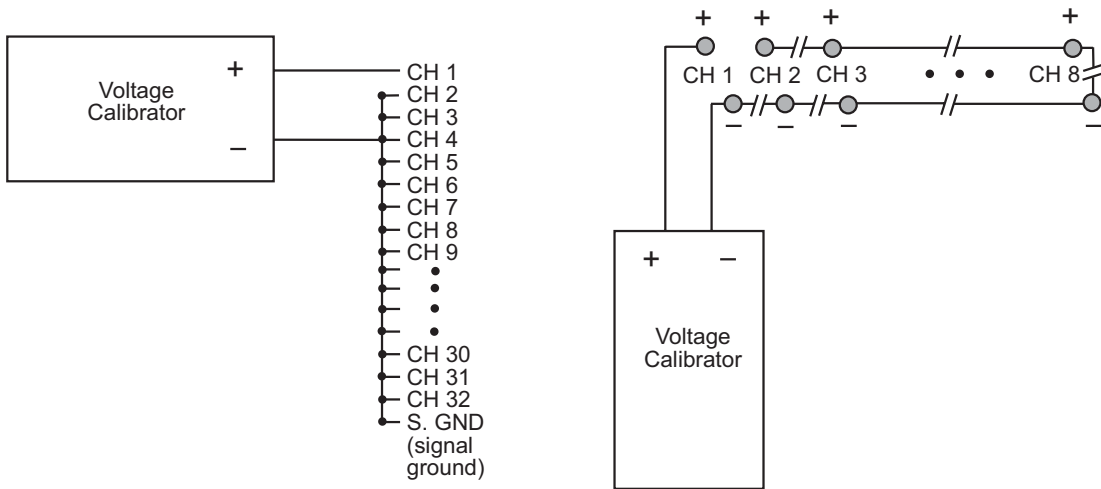 Voltage
Calibrator
+
−
CH 1
CH 2
CH 3
CH 4
CH 5
CH 6
CH 7
CH 8
CH 9
CH 30
CH 31
CH 32
S. GND
(signal
ground)
+ + + +
CH 1 CH 2 CH 3 • • • CH 8
− − − −
+ −
Voltage
Calibrator